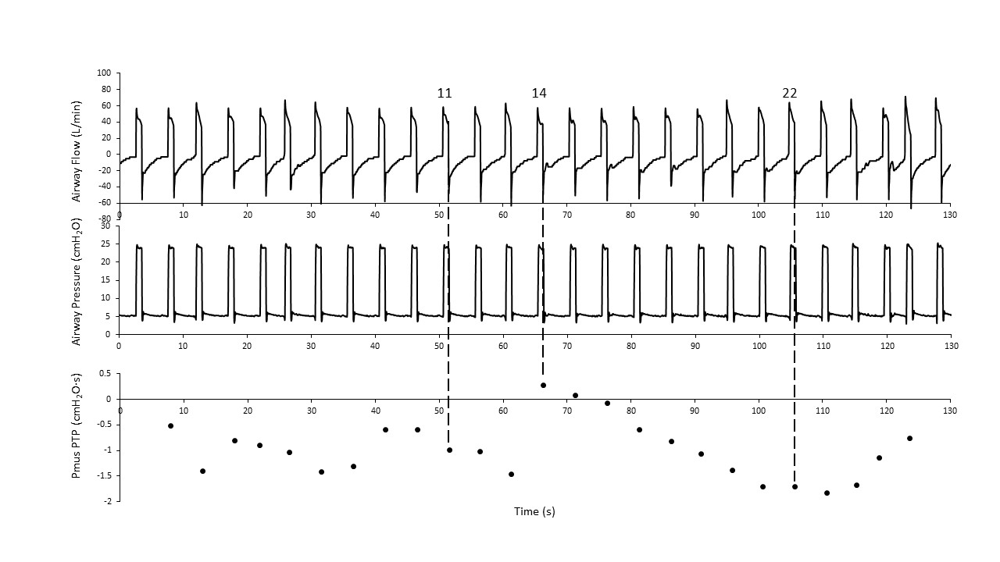 100
80
60
40
20
0
-20
-40
-60
-80
Airway Flow (L/min)
11 14 22
0 10 20 30 40 50 60 70 80 90 100 110 120 130
30
25
20
15
10
5
0
Airway Pressure (cmH₂O)
0 10 20 30 40 50 60 70 80 90 100 110 120 130
0.5
0
-0.5
-1
-1.5
-2
Pmus PTP (cmH₂O·s)
0 10 20 30 40 50 60 70 80 90 100 110 120 130
Time (s)